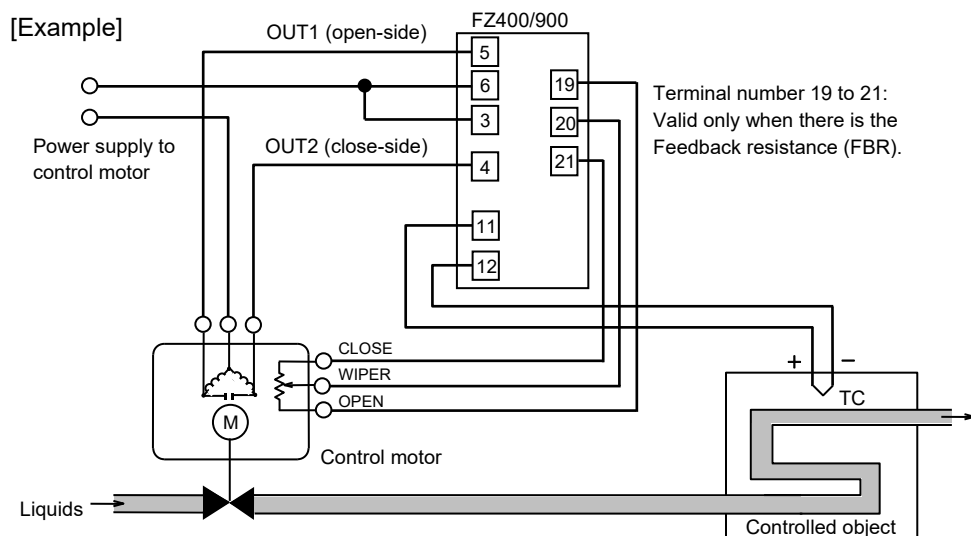 [Example]
FZ400/900
OUT1 (open-side)
5
6
3
OUT2 (close-side)
4
11
12
19
20
21
Terminal number 19 to 21:
Valid only when there is the
Feedback resistance (FBR).
Power supply to
control motor
CLOSE
WIPER
OPEN
M
Control motor
+
−
TC
Liquids
Controlled object